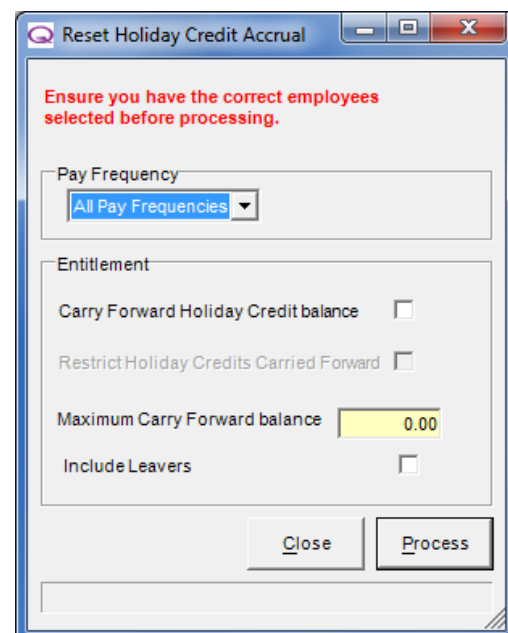 Reset Holiday Credit Accrual
Ensure you have the correct employees
selected before processing.
Pay Frequency
All Pay Frequencies
Entitlement
Carry Forward Holiday Credit balance
Restrict Holiday Credits Carried Forward
Maximum Carry Forward balance 0.00
Include Leavers
Close Process